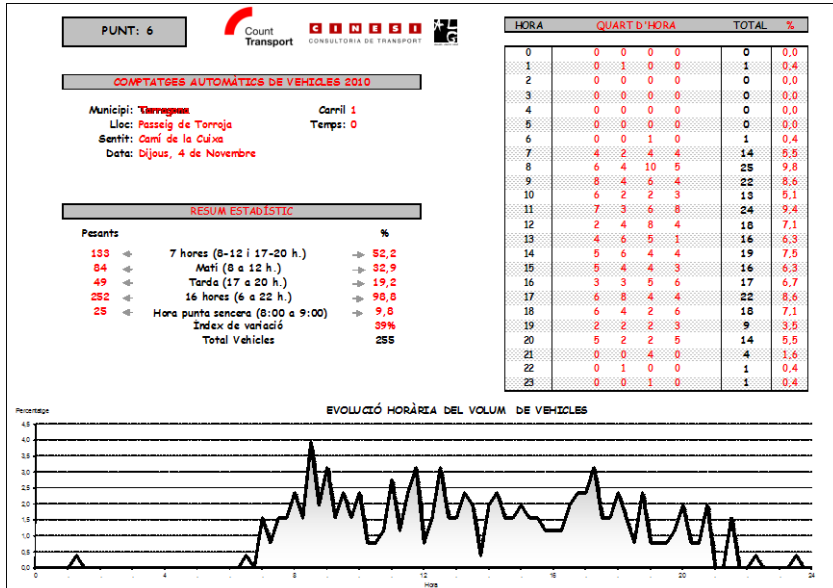 PUNT: 6
Count
Transport
CINESI
CONSULTORIA DE TRANSPORT
COMPTATGES AUTOMÀTICS DE VEHICLES 2010
Municipi: Tarragona Carril 1
Lloc: Passeig de Torroja Temps: 0
Sentit: Camí de la Cuixa
Data: Dijous, 4 de Novembre
RESUM ESTADÍSTIC
Pesants %
133 7 hores (8-12 i 17-20 h.) 52,2
84 Matí (8 a 12 h.) 32,9
49 Tarda (17 a 20 h.) 19,2
252 16 hores (6 a 22 h.) 98,8
25 Hora punta sencera (8:00 a 9:00) 9,8
Índex de variació 39%
Total Vehicles 255
HORA QUART D'HORA TOTAL %
0 0 0 0 0 0 0,0
1 0 1 0 0 1 0,4
2 0 0 0 0 0 0,0
3 0 0 0 0 0 0,0
4 0 0 0 0 0 0,0
5 0 0 0 0 0 0,0
6 0 0 1 0 1 0,4
7 4 2 4 4 14 5,5
8 6 4 10 5 25 9,8
9 8 4 6 4 22 8,6
10 6 2 2 3 13 5,1
11 7 3 6 8 24 9,4
12 2 4 8 4 18 7,1
13 4 6 5 1 16 6,3
14 5 6 4 4 19 7,5
15 5 4 4 3 16 6,3
16 3 3 5 6 17 6,7
17 6 8 4 4 22 8,6
18 6 4 2 6 18 7,1
19 2 2 2 3 9 3,5
20 5 2 2 5 14 5,5
21 0 0 4 0 4 1,6
22 0 1 0 0 1 0,4
23 0 0 1 0 1 0,4
EVOLUCIÓ HORÀRIA DEL VOLUM DE VEHICLES
Percentatge
4,5
4,0
3,5
3,0
2,5
2,0
1,5
1,0
0,5
0,0
0 4 8 12 16 20 24
Hora